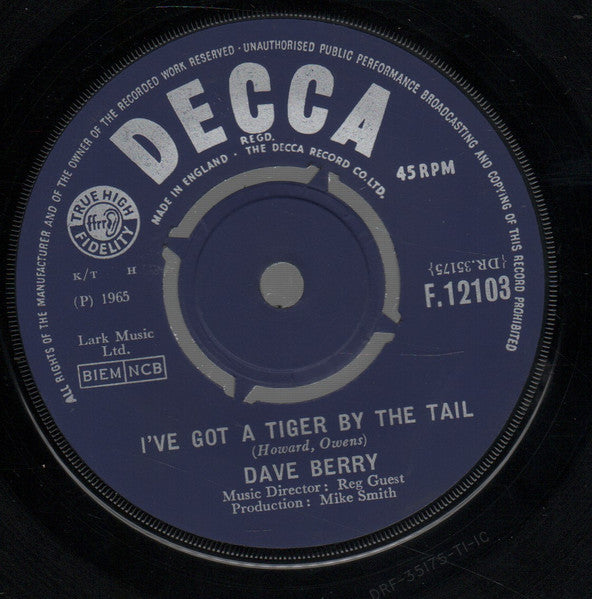 ALL RIGHTS OF THE MANUFACTURER AND OF THE OWNER OF THE RECORDED WORK RESERVED · UNAUTHORISED PUBLIC PERFORMANCE BROADCASTING AND COPYING OF THIS RECORD PROHIBITED
DECCA
REGD.
MADE IN ENGLAND · THE DECCA RECORD CO LTD.
45 RPM
TRUE HIGH
ffrr
FIDELITY
K/T H
(P) 1965
{DR.35175}
F.12103
Lark Music
Ltd.
BIEM NCB
I'VE GOT A TIGER BY THE TAIL
(Howard, Owens)
DAVE BERRY
Music Director: Reg Guest
Production: Mike Smith
DRF-35175-T1-1C